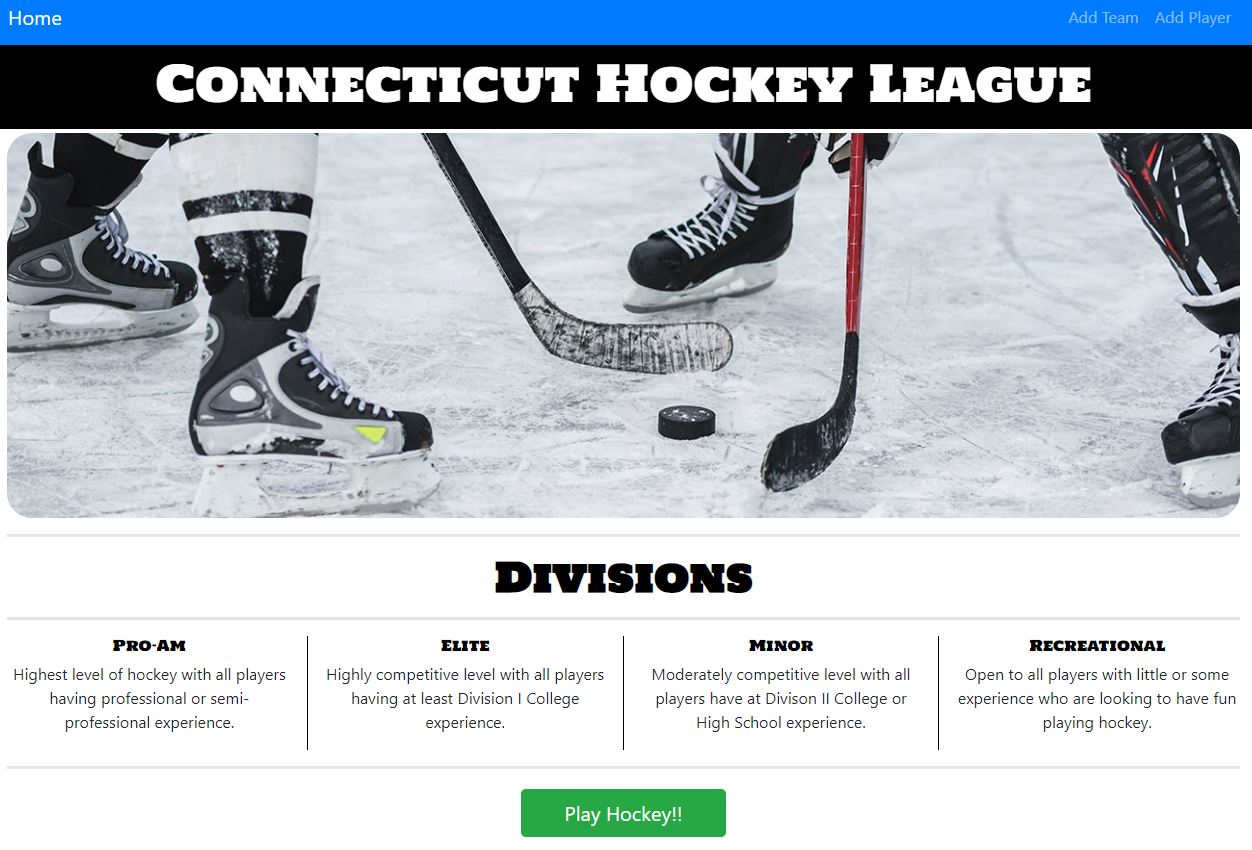 Home
Add Team Add Player
Connecticut Hockey League
Divisions
Pro-Am
Highest level of hockey with all players
having professional or semi-
professional experience.
Elite
Highly competitive level with all players
having at least Division I College
experience.
Minor
Moderately competitive level with all
players have at Divison II College or
High School experience.
Recreational
Open to all players with little or some
experience who are looking to have fun
playing hockey.
Play Hockey!!